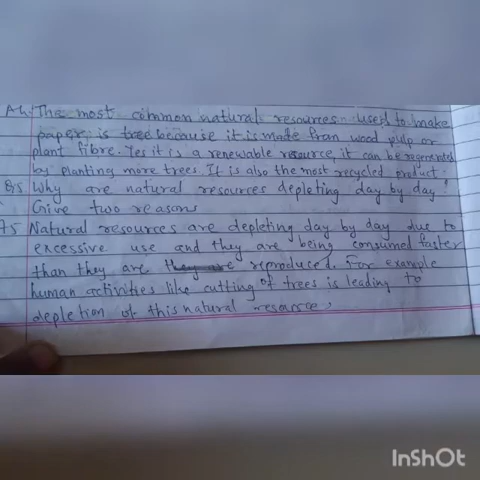 A4. The most common natural resources used to make
paper, is tree because it is made from wood pulp or
plant fibre. Yes it is a renewable resource, it can be regenerated
by planting more trees. It is also the most recycled product.
Q5 Why are natural resources depleting day by day?
Give two reasons
A5 Natural resources are depleting day by day due to
excessive use and they are being consumed faster
than they are reproduced. For example
human activities like cutting of trees is leading to
depletion of this natural resource.
InShOt